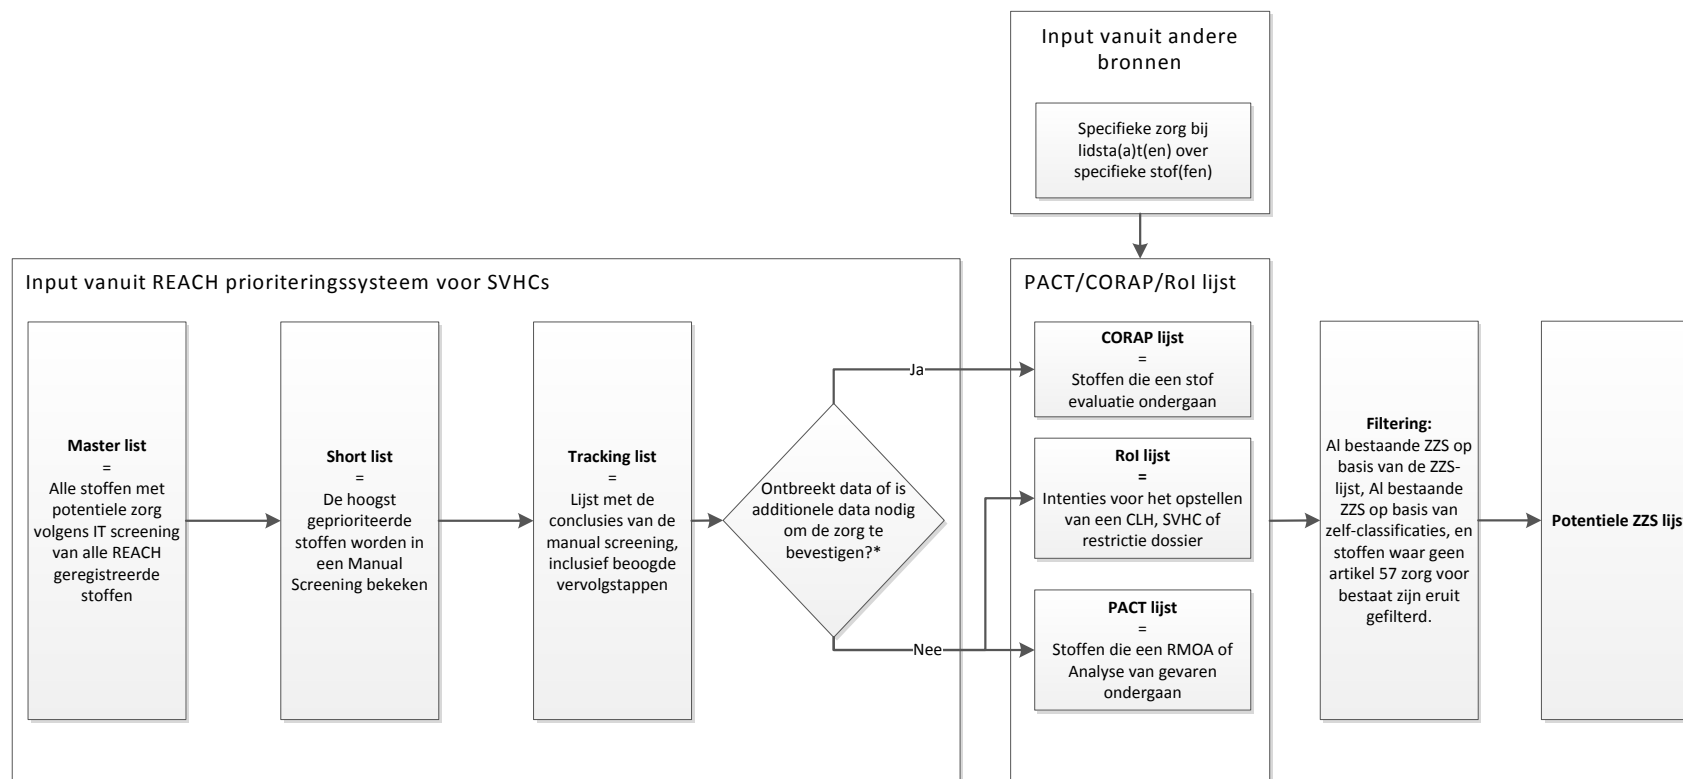 Input vanuit andere
bronnen
Specifieke zorg bij
lidsta(a)t(en) over
specifieke stof(fen)
Input vanuit REACH prioriteringssysteem voor SVHCs
Master list
=
Alle stoffen met
potentiele zorg
volgens IT screening
van alle REACH
geregistreerde
stoffen
Short list
=
De hoogst
geprioriteerde
stoffen worden in
een Manual
Screening bekeken
Tracking list
=
Lijst met de
conclusies van de
manual screening,
inclusief beoogde
vervolgstappen
Ontbreekt data of is
additionele data nodig
om de zorg te
bevestigen?*
Ja
Nee
PACT/CORAP/RoI lijst
CORAP lijst
=
Stoffen die een stof
evaluatie ondergaan
RoI lijst
=
Intenties voor het opstellen
van een CLH, SVHC of
restrictie dossier
PACT lijst
=
Stoffen die een RMOA of
Analyse van gevaren
ondergaan
Filtering:
Al bestaande ZZS op
basis van de ZZS-
lijst, Al bestaande
ZZS op basis van
zelf-classificaties, en
stoffen waar geen
artikel 57 zorg voor
bestaat zijn eruit
gefilterd.
Potentiele ZZS lijs